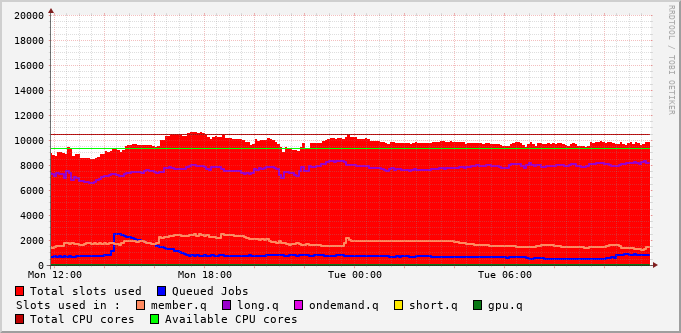 20000
18000
16000
14000
12000
10000
8000
6000
4000
2000
0
Mon 12:00 Mon 18:00 Tue 00:00 Tue 06:00
Total slots used Queued Jobs
Slots used in : member.q long.q ondemand.q short.q gpu.q
Total CPU cores Available CPU cores
RRDTOOL / TOBI OETIKER